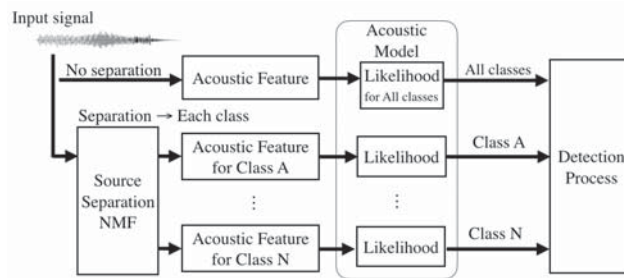 Input signal
Acoustic
Model
No separation
Acoustic Feature
Likelihood
for All classes
All classes
Separation → Each class
Source
Separation
NMF
Acoustic Feature
for Class A
Likelihood
Class A
Detection
Process
⋮
⋮
Acoustic Feature
for Class N
Likelihood
Class N